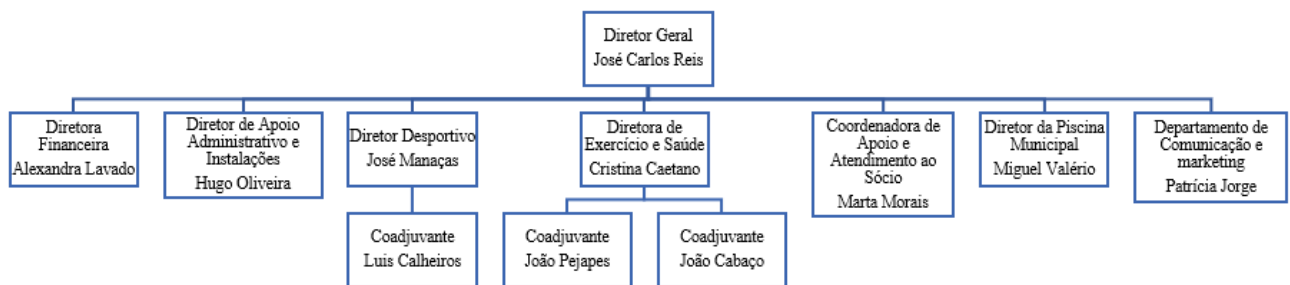 Diretor Geral
José Carlos Reis
Diretora
Financeira
Alexandra Lavado
Diretor de Apoio
Administrativo e
Instalações
Hugo Oliveira
Diretor Desportivo
José Manaças
Diretora de
Exercício e Saúde
Cristina Caetano
Coordenadora de
Apoio e
Atendimento ao
Sócio
Marta Morais
Diretor da Piscina
Municipal
Miguel Valério
Departamento de
Comunicação e
marketing
Patrícia Jorge
Coadjuvante
Luis Calheiros
Coadjuvante
João Pejapes
Coadjuvante
João Cabaço